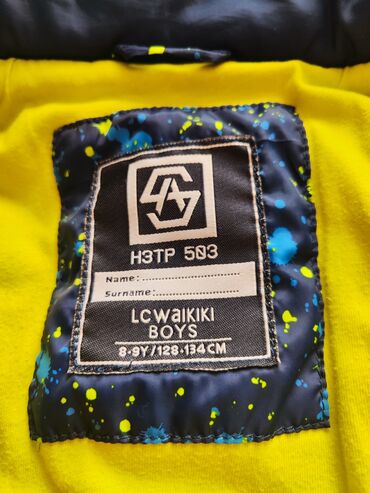 H3TP 503
Name:
Surname:
LCWAIKIKI
BOYS
8-9Y/128-134CM